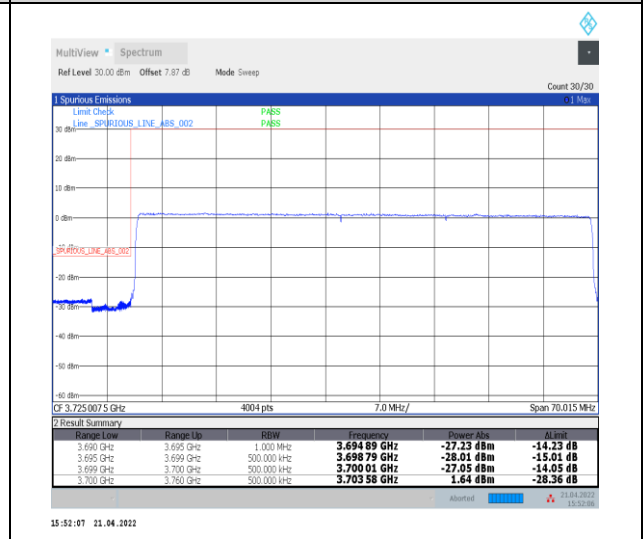 MultiView Spectrum
Ref Level 30.00 dBm Offset 7.87 dB Mode Sweep
Count 30/30
1 Spurious Emissions 1 Max
Limit Check PASS
Line _SPURIOUS_LINE_ABS_002 PASS
30 dBm
20 dBm
10 dBm
0 dBm
-10 dBm
_SPURIOUS_LINE_ABS_002
-20 dBm
-30 dBm
-40 dBm
-50 dBm
-60 dBm
CF 3.725 007 5 GHz 4004 pts 7.0 MHz/ Span 70.015 MHz
2 Result Summary
Range Low Range Up RBW Frequency Power Abs ΔLimit
3.690 GHz 3.695 GHz 1.000 MHz 3.694 89 GHz -27.23 dBm -14.23 dB
3.695 GHz 3.699 GHz 500.000 kHz 3.698 79 GHz -28.01 dBm -15.01 dB
3.699 GHz 3.700 GHz 500.000 kHz 3.700 01 GHz -27.05 dBm -14.05 dB
3.700 GHz 3.760 GHz 500.000 kHz 3.703 58 GHz 1.64 dBm -28.36 dB
Aborted 21.04.2022
15:52:06
15:52:07 21.04.2022